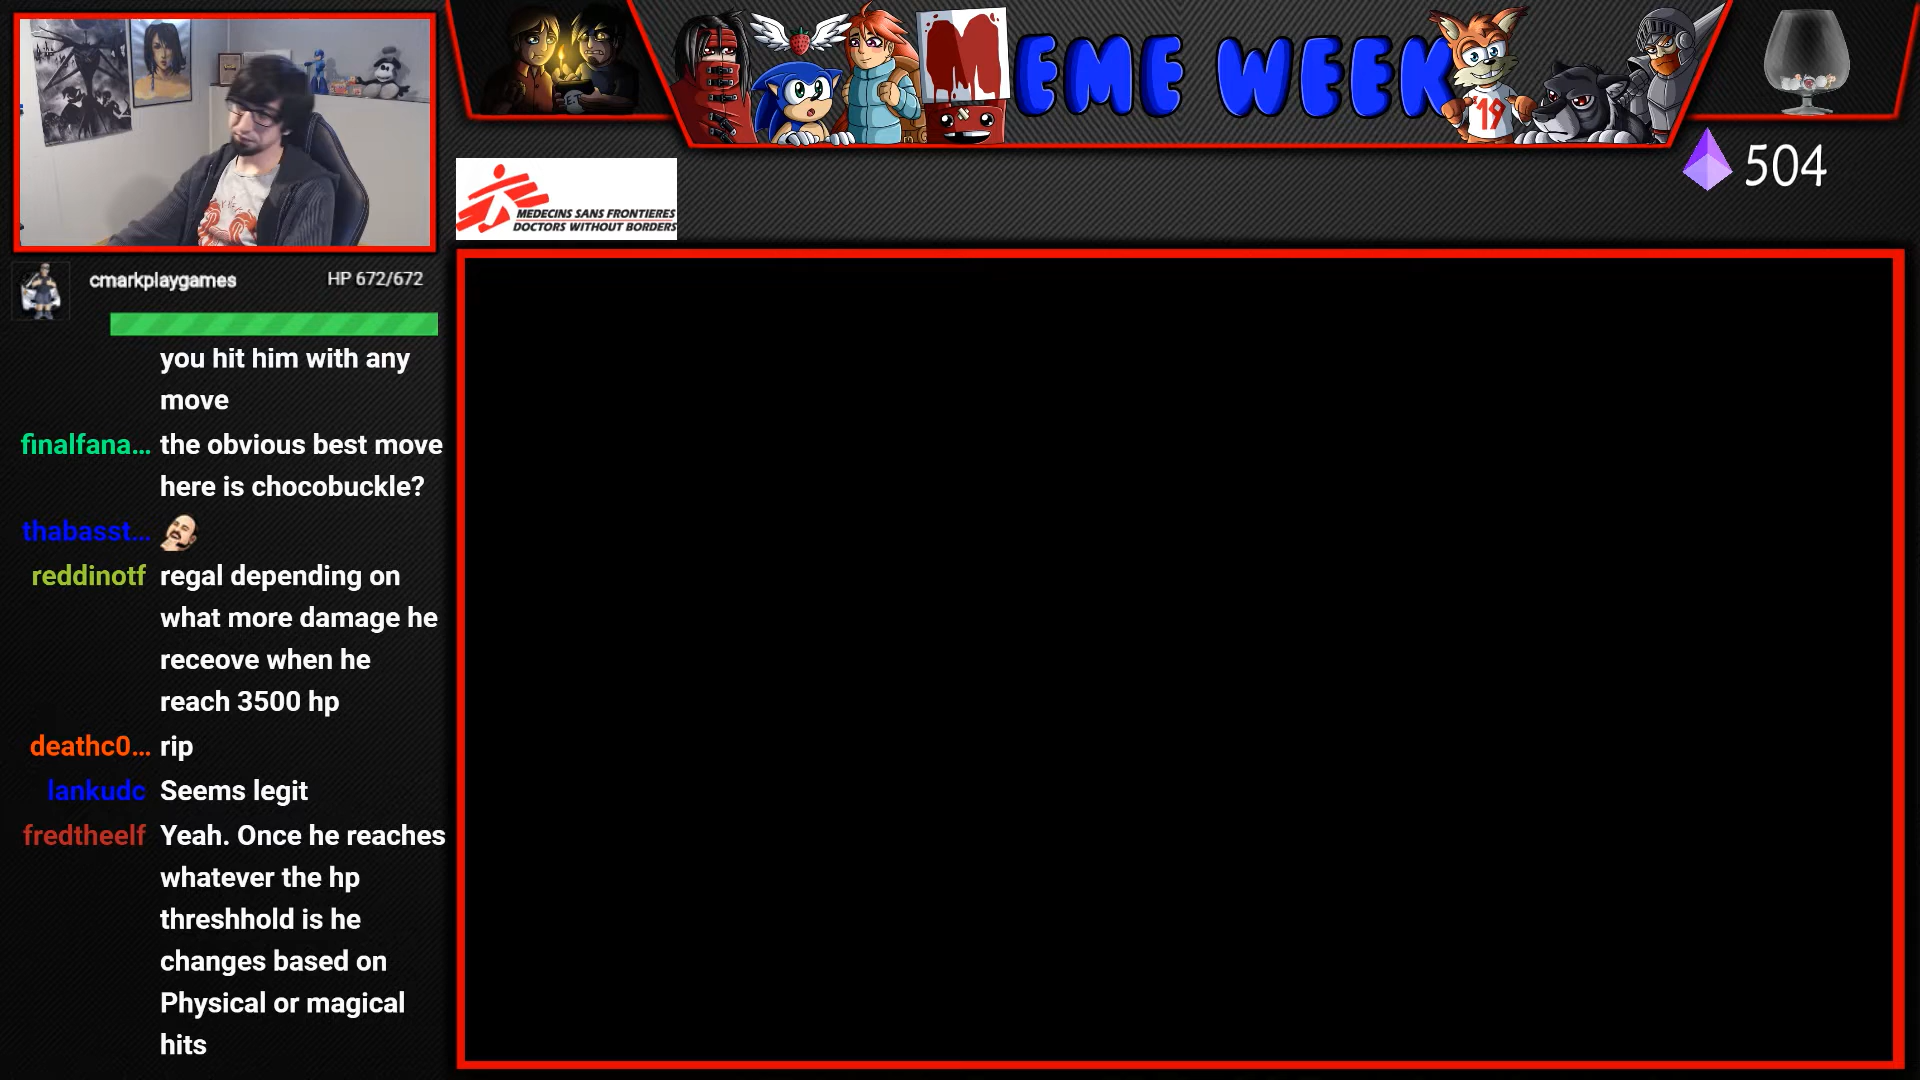 MEME WEEK
19
504
MEDECINS SANS FRONTIERES
DOCTORS WITHOUT BORDERS
cmarkplaygames HP 672/672
you hit him with any
move
finalfana... the obvious best move
here is chocobuckle?
thabasst...
reddinotf regal depending on
what more damage he
receove when he
reach 3500 hp
deathc0... rip
lankudc Seems legit
fredtheelf Yeah. Once he reaches
whatever the hp
threshhold is he
changes based on
Physical or magical
hits